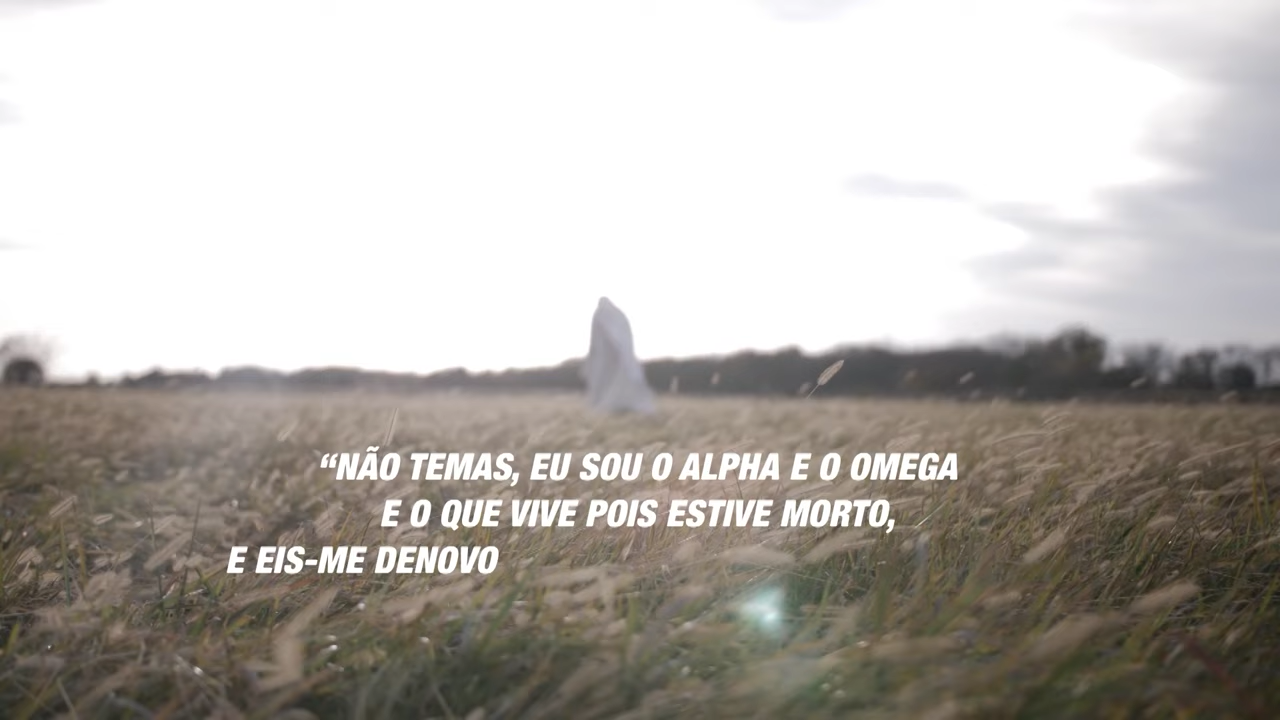 “NÃO TEMAS, EU SOU O ALPHA E O OMEGA
E O QUE VIVE POIS ESTIVE MORTO,
E EIS-ME DENOVO